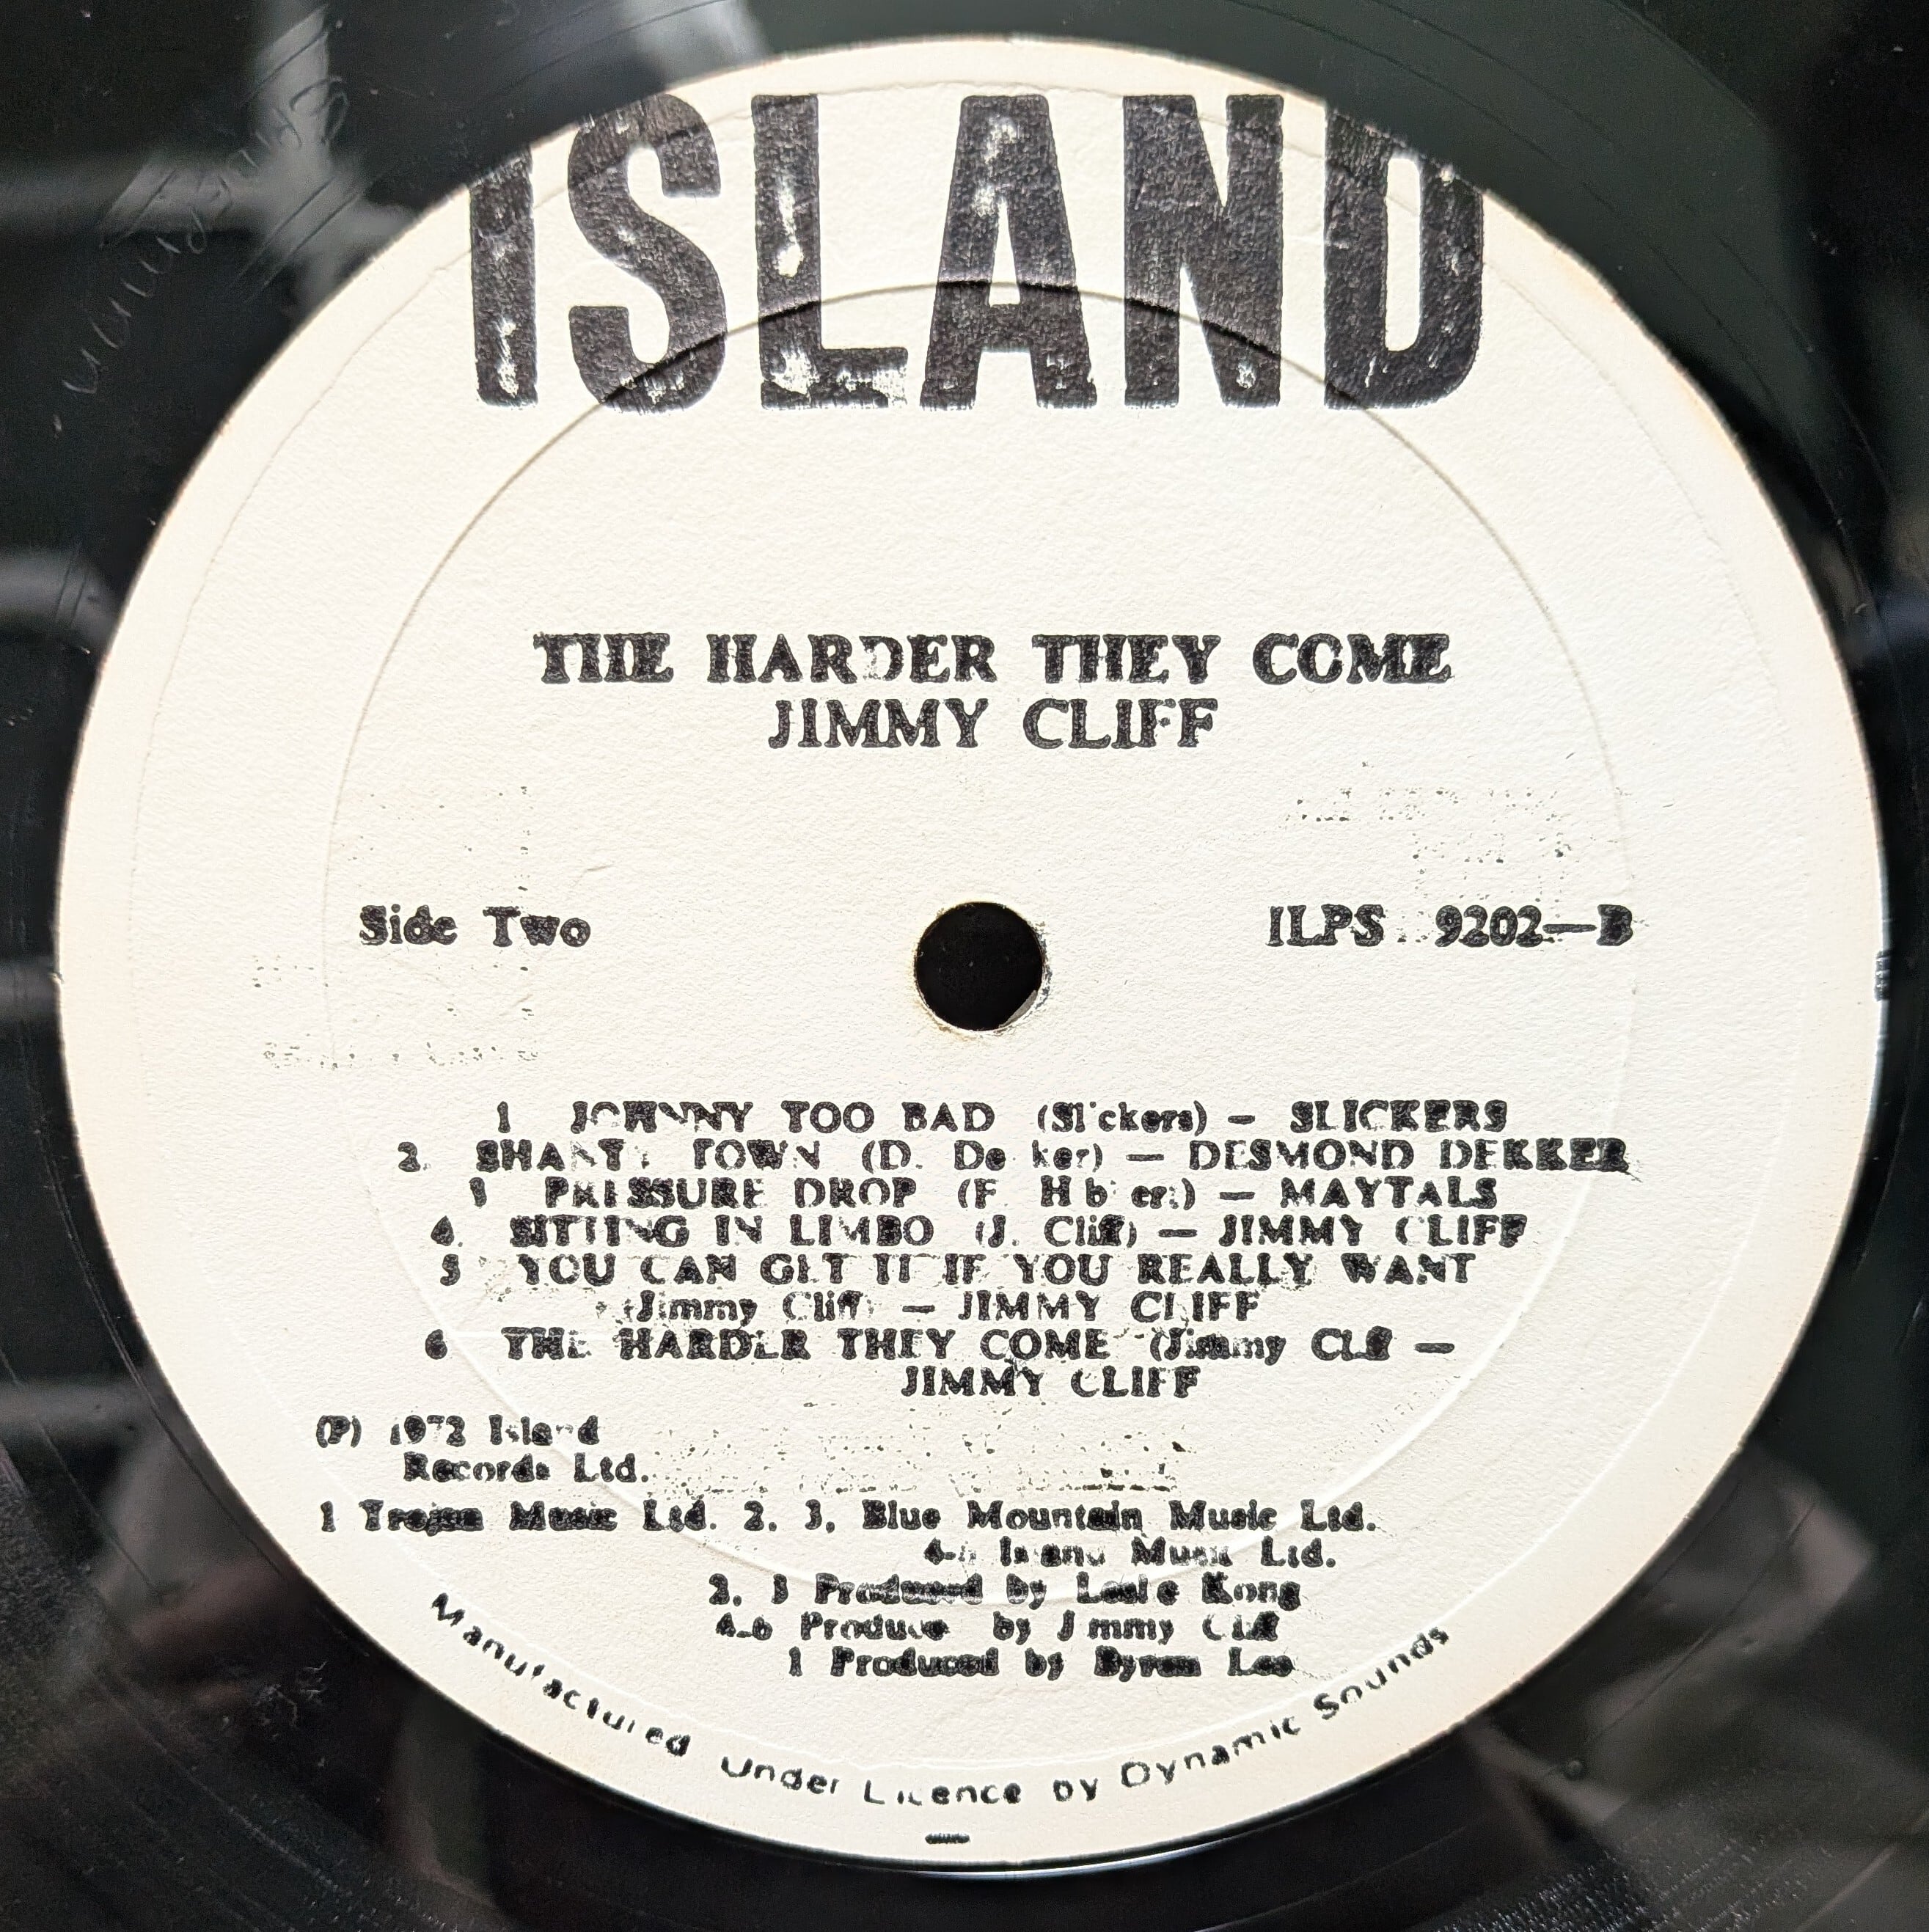 ISLAND
THE HARDER THEY COME
JIMMY CLIFF
Side Two
ILPS 9202—B
1 JOHNNY TOO BAD (Slickers) — SLICKERS
2. SHANTY TOWN (D. Dekker) — DESMOND DEKKER
3 PRESSURE DROP (F. Hibbert) — MAYTALS
4. SITTING IN LIMBO (J. Cliff) — JIMMY CLIFF
5 YOU CAN GET IT IF YOU REALLY WANT
(Jimmy Cliff) — JIMMY CLIFF
6 THE HARDER THEY COME (Jimmy Cliff —
JIMMY CLIFF
(P) 1972 Island
Records Ltd.
1 Trojan Music Ltd. 2, 3, Blue Mountain Music Ltd.
4-6 Island Music Ltd.
2, 3 Produced by Leslie Kong
4-6 Produced by Jimmy Cliff
1 Produced by Byron Lee
Manufactured Under Licence by Dynamic Sounds